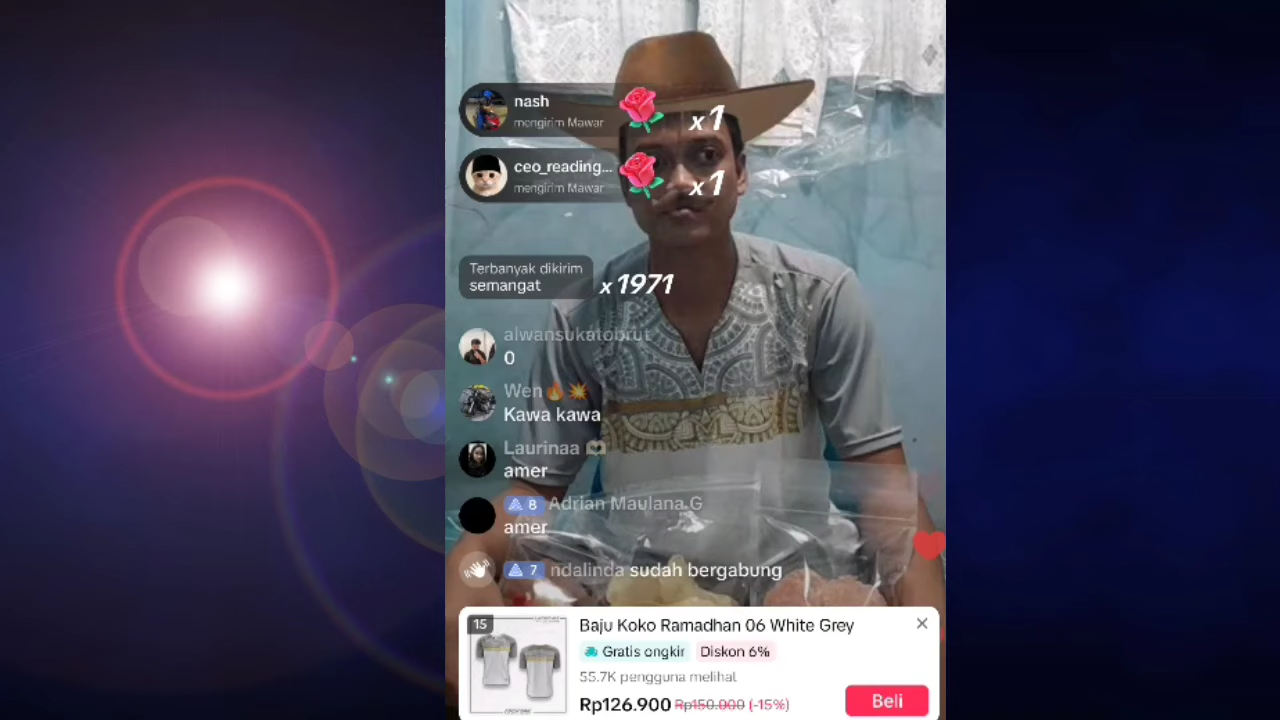 nash
mengirim Mawar
x1
ceo_reading...
mengirim Mawar
x1
Terbanyak dikirim
semangat
x1971
alwansukatobrut
0
Wen🔥💥
Kawa kawa
Laurinaa
amer
8 Adrian Maulana.G
amer
7 ndalinda sudah bergabung
15
Baju Koko Ramadhan 06 White Grey
Gratis ongkir Diskon 6%
55.7K pengguna melihat
Rp126.900 Rp150.000 (-15%)
Beli